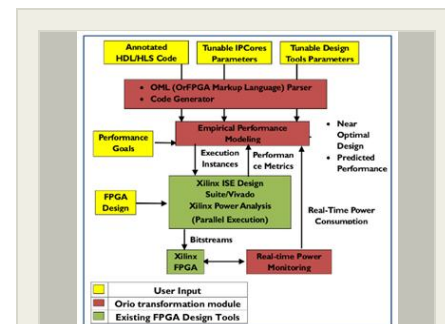 Annotated
HDL/HLS Code
Tunable IPCores
Parameters
Tunable Design
Tools Parameters
• OML (OrFPGA Markup Language) Parser
• Code Generator
Performance
Goals
Empirical Performance
Modeling
• Near
Optimal
Design
• Predicted
Performance
Execution
Instances
Performan
ce Metrics
FPGA
Design
Xilinx ISE Design
Suite/Vivado
Xilinx Power Analysis
(Parallel Execution)
Real-Time Power
Consumation
Bitstreams
Xilinx
FPGA
Real-time Power
Monitoring
User Input
Orio transformation module
Existing FPGA Design Tools